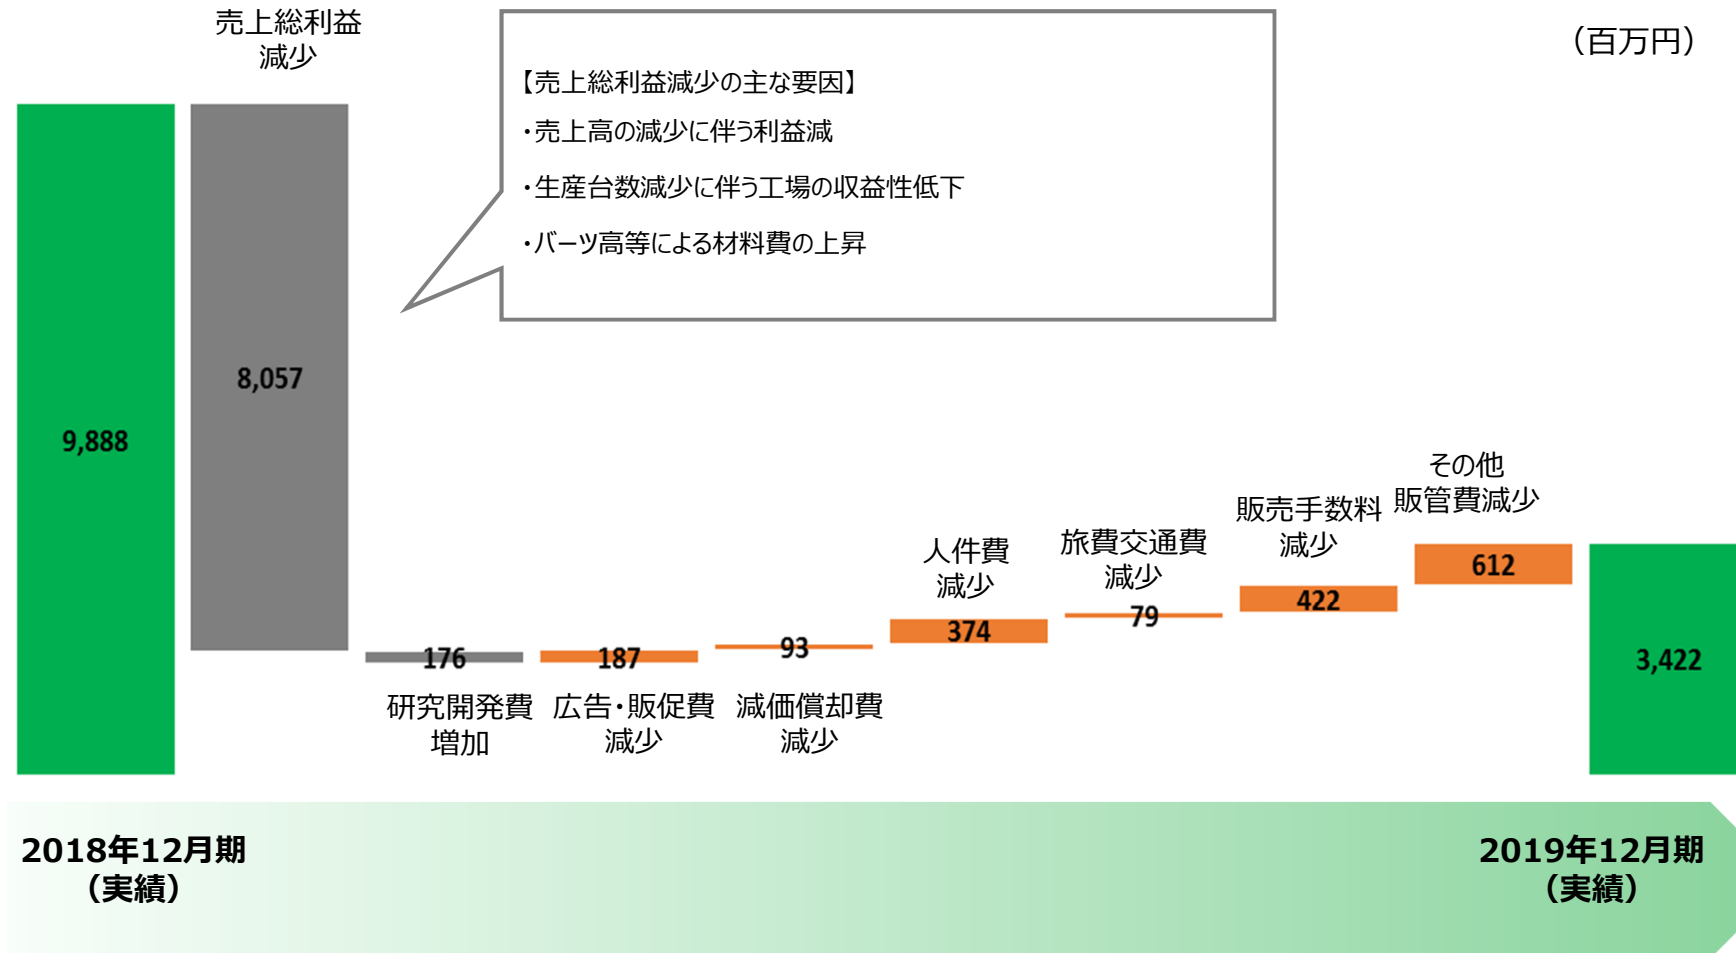 売上総利益
減少
（百万円）
【売上総利益減少の主な要因】
・売上高の減少に伴う利益減
・生産台数減少に伴う工場の収益性低下
・バーツ高等による材料費の上昇
9,888
8,057
176
研究開発費
増加
187
広告・販促費
減少
93
減価償却費
減少
人件費
減少
374
旅費交通費
減少
79
販売手数料
減少
422
その他
販管費減少
612
3,422
2018年12月期
（実績）
2019年12月期
（実績）